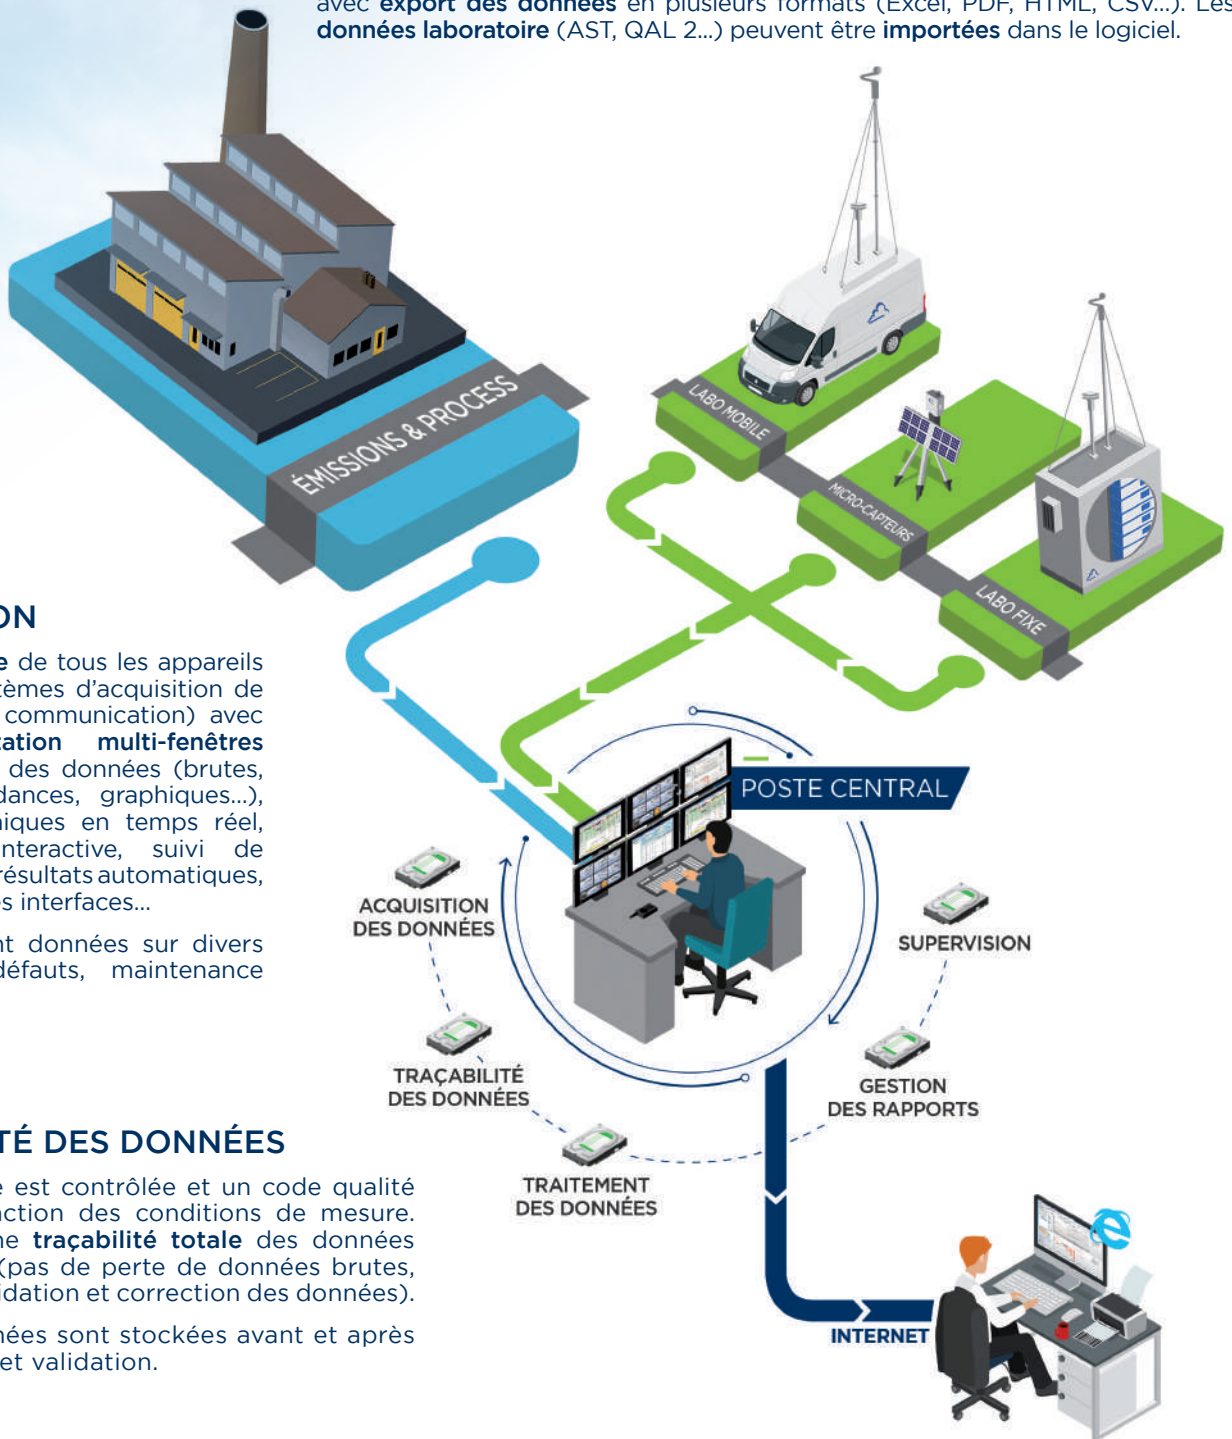 avec export des données en plusieurs formats (Excel, PDF, HTML, CSV...). Les
données laboratoire (AST, QAL 2...) peuvent être importées dans le logiciel.
ÉMISSIONS & PROCESS
LABO MOBILE
MICRO-CAPTEURS
LABO FIXE
ON
e de tous les appareils
tèmes d’acquisition de
communication) avec
tation multi-fenêtres
des données (brutes,
dances, graphiques...),
niques en temps réel,
nteractive, suivi de
résultats automatiques,
es interfaces...
nt données sur divers
défauts, maintenance
POSTE CENTRAL
ACQUISITION
DES DONNÉES
SUPERVISION
TRAÇABILITÉ
DES DONNÉES
GESTION
DES RAPPORTS
TRAITEMENT
DES DONNÉES
TÉ DES DONNÉES
e est contrôlée et un code qualité
nction des conditions de mesure.
ne traçabilité totale des données
(pas de perte de données brutes,
idation et correction des données).
nées sont stockées avant et après
et validation.
INTERNET